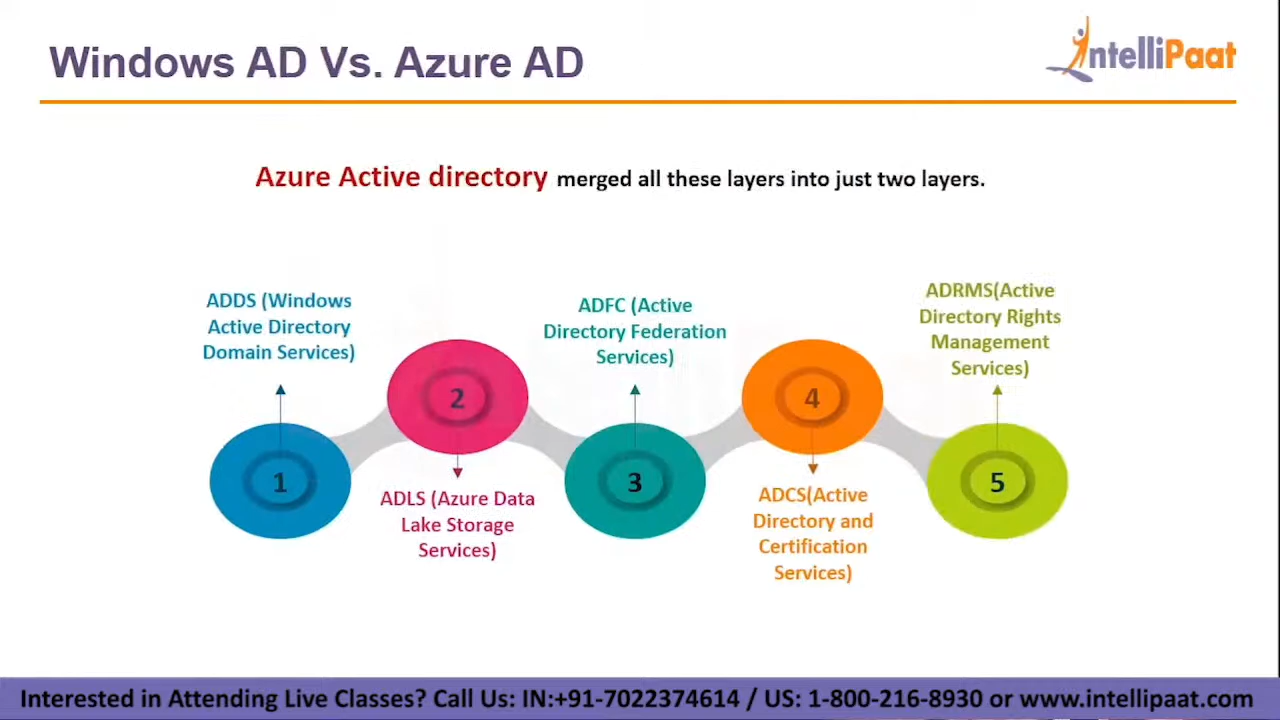 Windows AD Vs. Azure AD
IntelliPaat
Azure Active directory merged all these layers into just two layers.
ADDS (Windows
Active Directory
Domain Services)
ADFC (Active
Directory Federation
Services)
ADRMS(Active
Directory Rights
Management
Services)
2
4
1
3
5
ADLS (Azure Data
Lake Storage
Services)
ADCS(Active
Directory and
Certification
Services)
Interested in Attending Live Classes? Call Us: IN:+91-7022374614 / US: 1-800-216-8930 or www.intellipaat.com